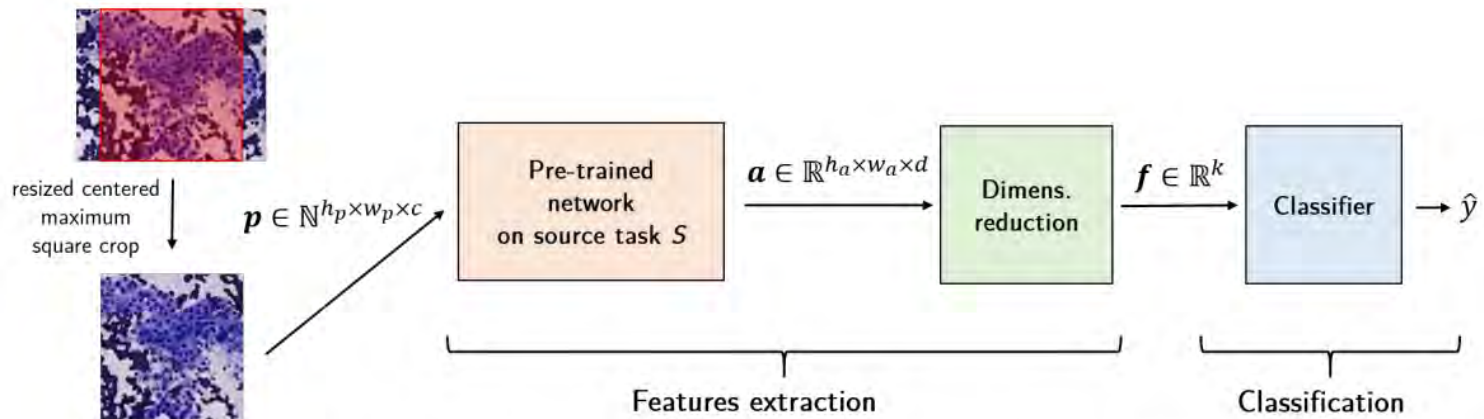 resized centered
maximum
square crop
𝒑 ∈ ℕ^{h_p×w_p×c}
Pre-trained
network
on source task S
𝒂 ∈ ℝ^{h_a×w_a×d}
Dimens.
reduction
𝒇 ∈ ℝ^k
Classifier
ŷ
Features extraction
Classification